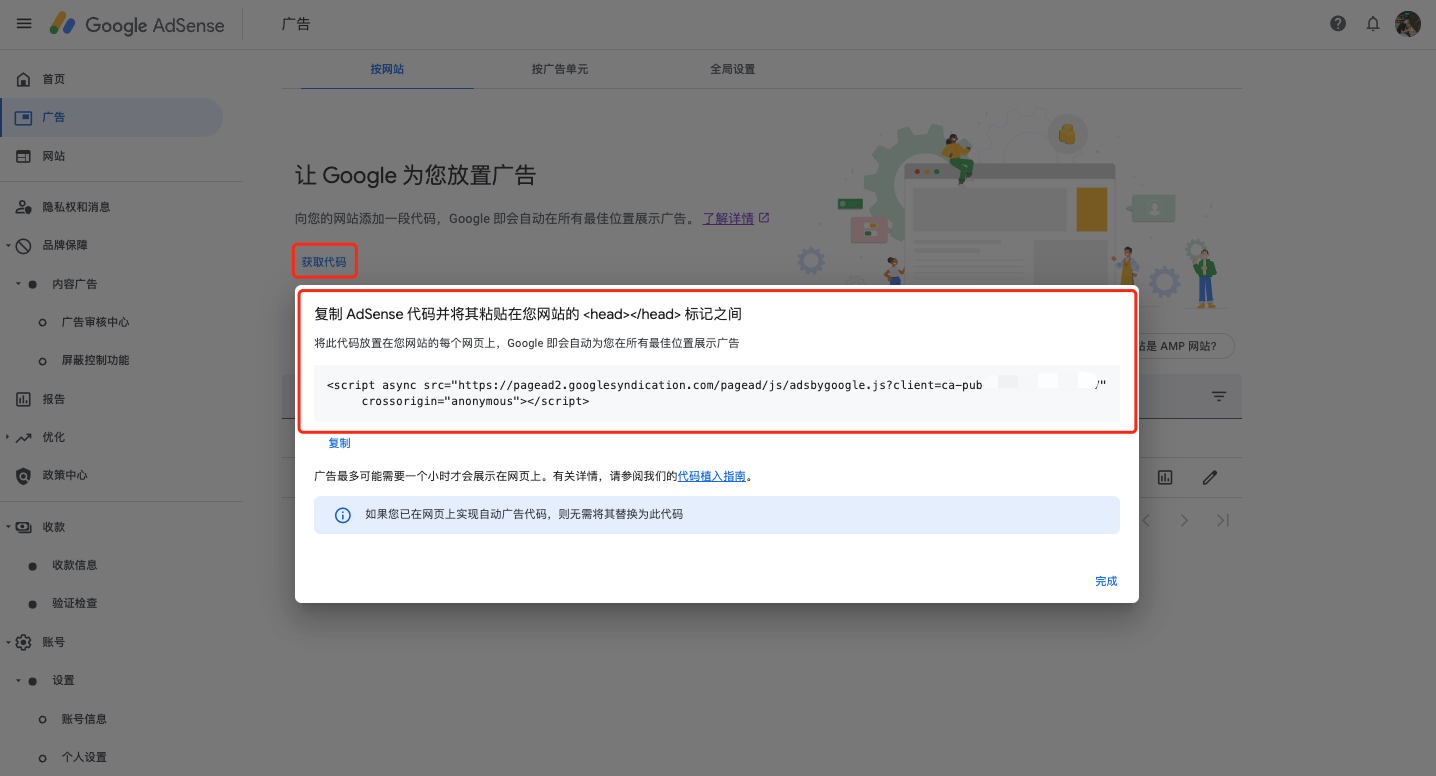 Google AdSense
广告
首页
广告
网站
隐私权和消息
品牌保障
内容广告
广告审核中心
屏蔽控制功能
报告
优化
政策中心
收款
收款信息
验证检查
账号
设置
账号信息
个人设置
按网站 按广告单元 全局设置
让 Google 为您放置广告
向您的网站添加一段代码，Google 即会自动在所有最佳位置展示广告。 了解详情
获取代码
是 AMP 网站?
复制 AdSense 代码并将其粘贴在您网站的 <head></head> 标记之间
将此代码放置在您网站的每个网页上，Google 即会自动为您在所有最佳位置展示广告
<script async src="https://pagead2.googlesyndication.com/pagead/js/adsbygoogle.js?client=ca-pub "
crossorigin="anonymous"></script>
复制
广告最多可能需要一个小时才会展示在网页上。有关详情，请参阅我们的代码植入指南。
如果您已在网页上实现自动广告代码，则无需将其替换为此代码
完成